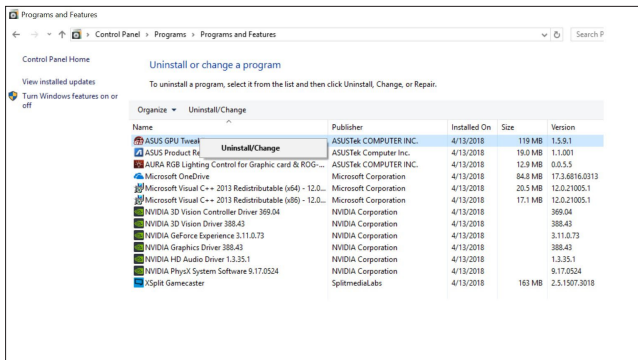 Programs and Features
Control Panel > Programs > Programs and Features
Search P
Control Panel Home
View installed updates
Turn Windows features on or
off
Uninstall or change a program
To uninstall a program, select it from the list and then click Uninstall, Change, or Repair.
Organize Uninstall/Change
Name Publisher Installed On Size Version
ASUS GPU Tweak ASUSTek COMPUTER INC. 4/13/2018 119 MB 1.5.9.1
Uninstall/Change
ASUS Product Re ASUSTek Computer Inc. 4/13/2018 19.0 MB 1.1.001
AURA RGB Lighting Control for Graphic card & ROG-... ASUSTek COMPUTER INC. 4/13/2018 12.9 MB 0.0.5.5
Microsoft OneDrive Microsoft Corporation 4/13/2018 84.8 MB 17.3.6816.0313
Microsoft Visual C++ 2013 Redistributable (x64) - 12.0... Microsoft Corporation 4/13/2018 20.5 MB 12.0.21005.1
Microsoft Visual C++ 2013 Redistributable (x86) - 12.0... Microsoft Corporation 4/13/2018 17.1 MB 12.0.21005.1
NVIDIA 3D Vision Controller Driver 369.04 NVIDIA Corporation 4/13/2018 369.04
NVIDIA 3D Vision Driver 388.43 NVIDIA Corporation 4/13/2018 388.43
NVIDIA GeForce Experience 3.11.0.73 NVIDIA Corporation 4/13/2018 3.11.0.73
NVIDIA Graphics Driver 388.43 NVIDIA Corporation 4/13/2018 388.43
NVIDIA HD Audio Driver 1.3.35.1 NVIDIA Corporation 4/13/2018 1.3.35.1
NVIDIA PhysX System Software 9.17.0524 NVIDIA Corporation 4/13/2018 9.17.0524
XSplit Gamecaster SplitmediaLabs 4/13/2018 163 MB 2.5.1507.3018